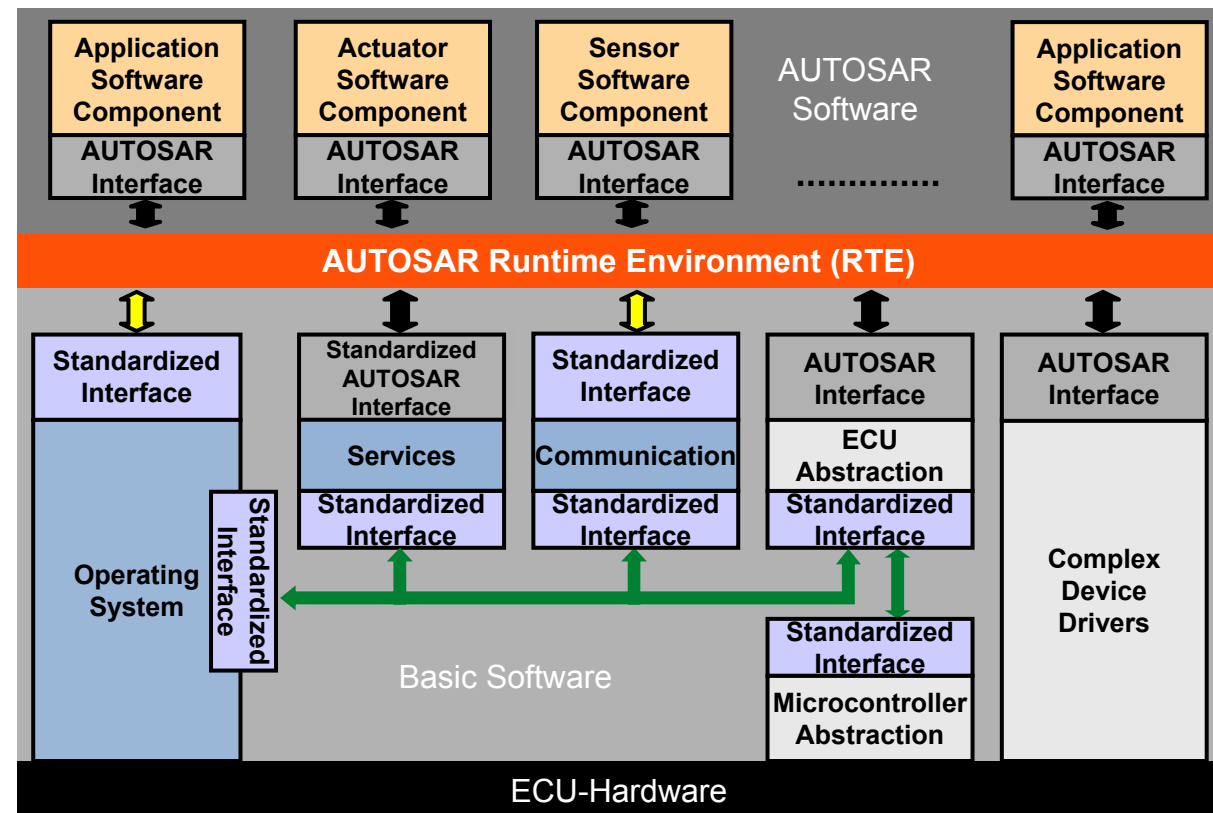 Application
Software
Component
AUTOSAR
Interface
Actuator
Software
Component
AUTOSAR
Interface
Sensor
Software
Component
AUTOSAR
Interface
AUTOSAR
Software
..............
Application
Software
Component
AUTOSAR
Interface
AUTOSAR Runtime Environment (RTE)
Standardized
Interface
Operating
System
Standardized
Interface
Standardized
AUTOSAR
Interface
Services
Standardized
Interface
Standardized
Interface
Communication
Standardized
Interface
AUTOSAR
Interface
ECU
Abstraction
Standardized
Interface
Standardized
Interface
Microcontroller
Abstraction
AUTOSAR
Interface
Complex
Device
Drivers
Basic Software
ECU-Hardware